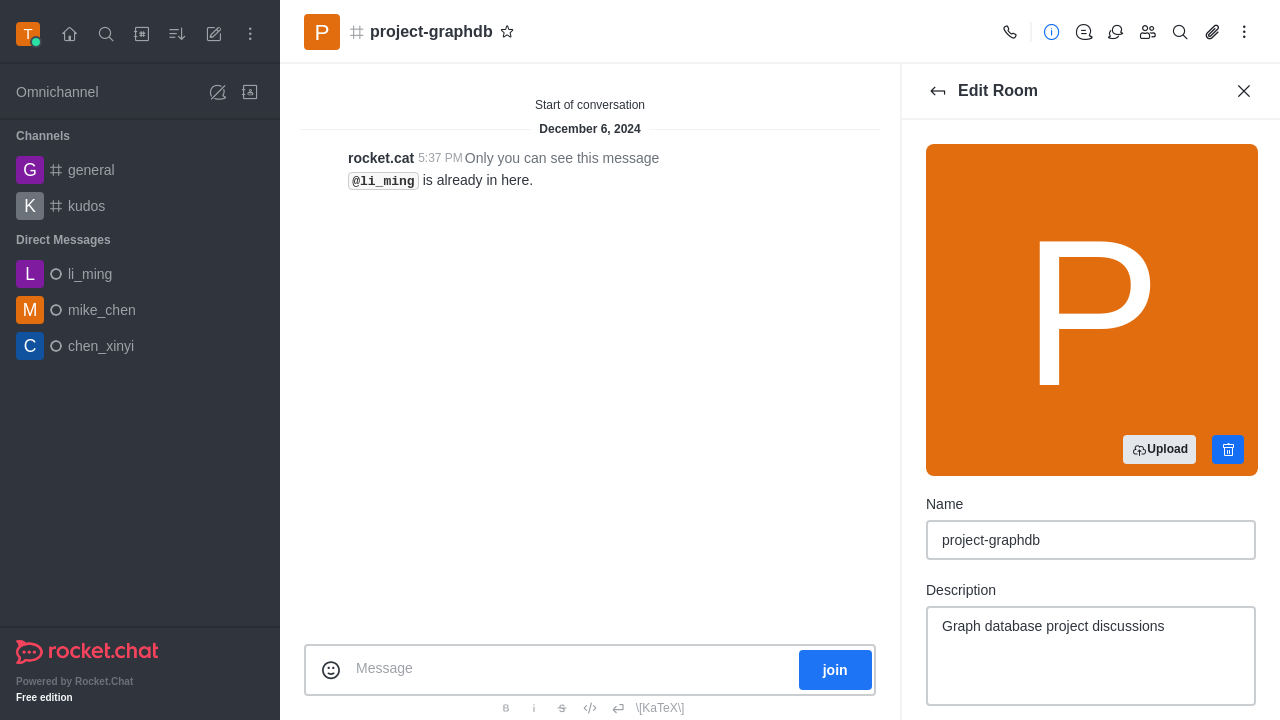 T
Omnichannel
Channels
G general
K kudos
Direct Messages
L li_ming
M mike_chen
C chen_xinyi
rocket.chat
Powered by Rocket.Chat
Free edition
P project-graphdb
Start of conversation
December 6, 2024
rocket.cat 5:37 PM Only you can see this message
@li_ming is already in here.
Message
join
\[KaTeX\]
Edit Room
P
Upload
Name
project-graphdb
Description
Graph database project discussions